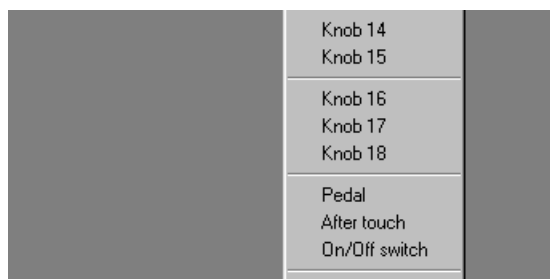 Knob 14
Knob 15
Knob 16
Knob 17
Knob 18
Pedal
After touch
On/Off switch